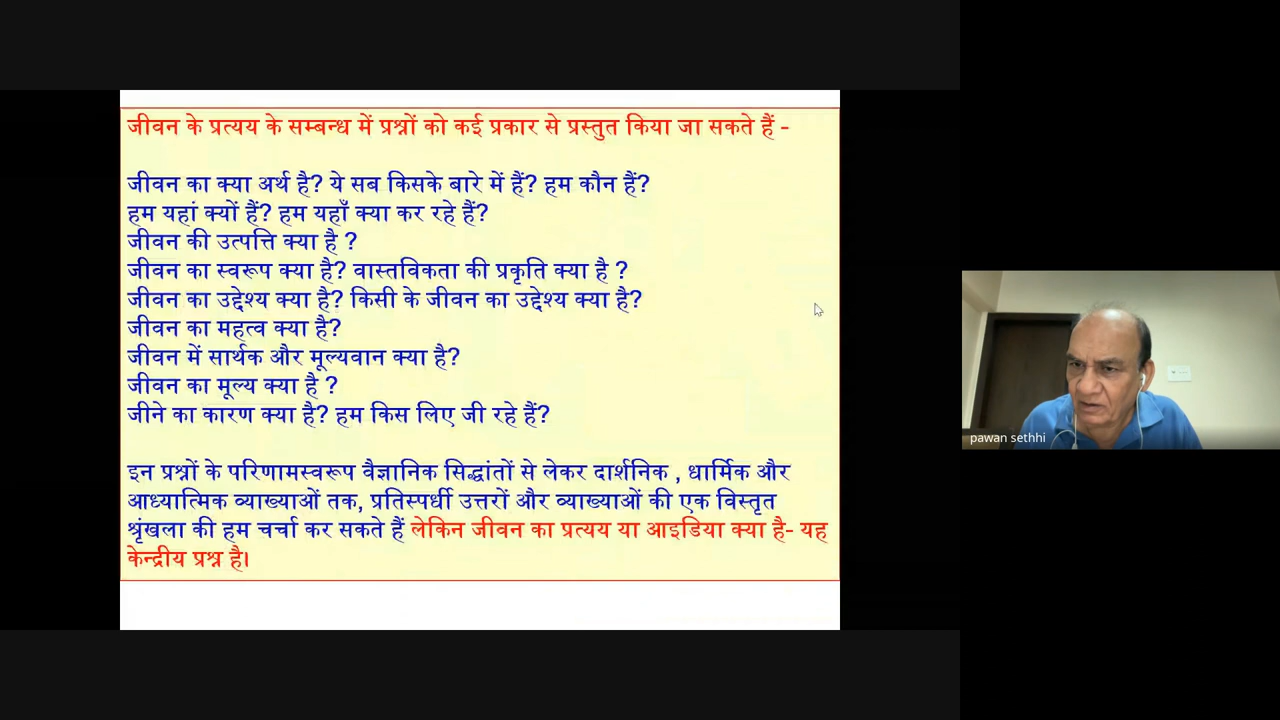 जीवन के प्रत्यय के सम्बन्ध में प्रश्नों को कई प्रकार से प्रस्तुत किया जा सकते हैं -
जीवन का क्या अर्थ है? ये सब किसके बारे में हैं? हम कौन हैं?
हम यहां क्यों हैं? हम यहाँ क्या कर रहे हैं?
जीवन की उत्पत्ति क्या है ?
जीवन का स्वरूप क्या है? वास्तविकता की प्रकृति क्या है ?
जीवन का उद्देश्य क्या है? किसी के जीवन का उद्देश्य क्या है?
जीवन का महत्व क्या है?
जीवन में सार्थक और मूल्यवान क्या है?
जीवन का मूल्य क्या है ?
जीने का कारण क्या है? हम किस लिए जी रहे हैं?
इन प्रश्नों के परिणामस्वरूप वैज्ञानिक सिद्धांतों से लेकर दार्शनिक , धार्मिक और
आध्यात्मिक व्याख्याओं तक, प्रतिस्पर्धी उत्तरों और व्याख्याओं की एक विस्तृत
श्रृंखला की हम चर्चा कर सकते हैं लेकिन जीवन का प्रत्यय या आइडिया क्या है- यह
केन्द्रीय प्रश्न है।
pawan sethhi